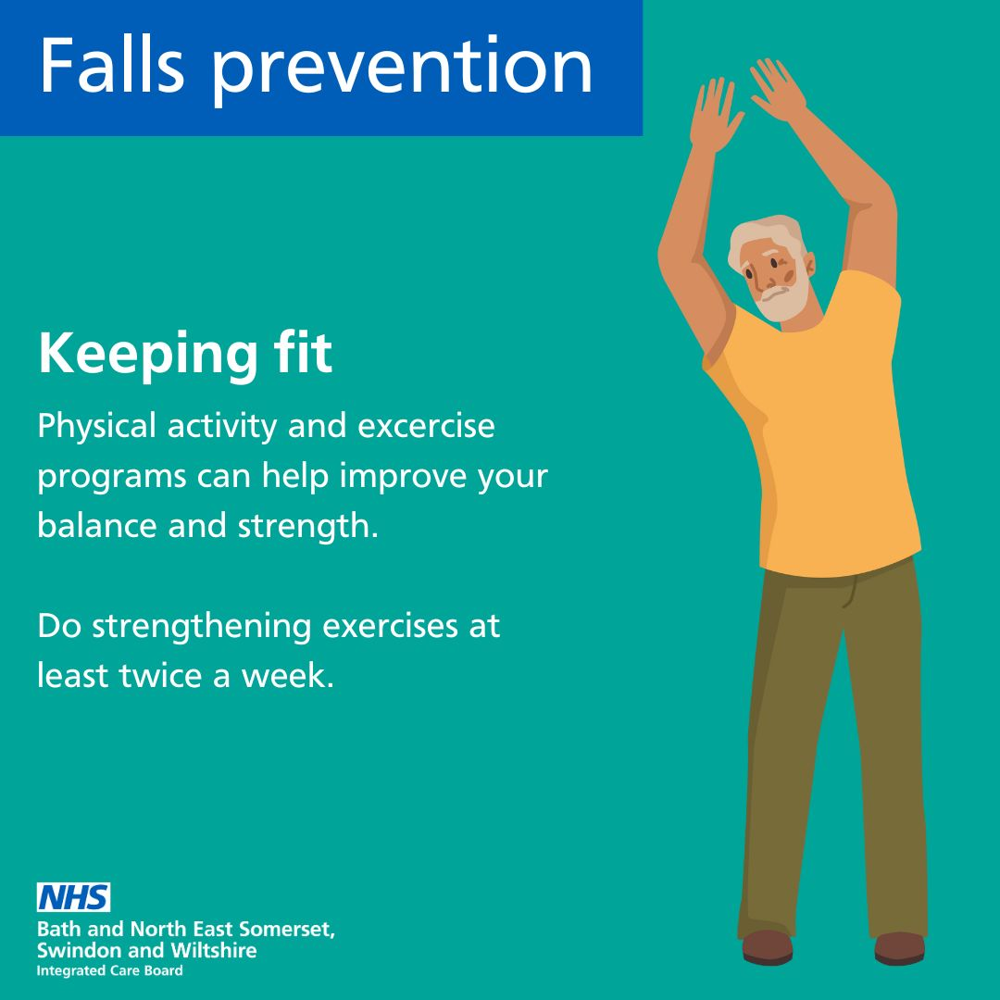 Falls prevention
Keeping fit
Physical activity and excercise
programs can help improve your
balance and strength.
Do strengthening exercises at
least twice a week.
NHS
Bath and North East Somerset,
Swindon and Wiltshire
Integrated Care Board